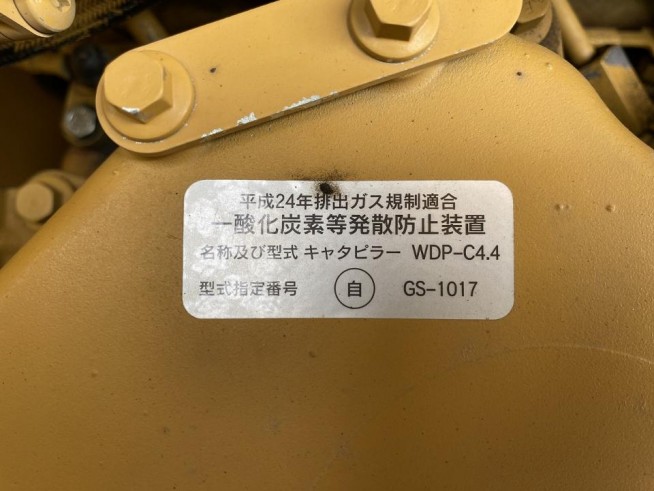 平成24年排出ガス規制適合
一酸化炭素等発散防止装置
名称及び型式 キャタピラー WDP-C4.4
型式指定番号 自 GS-1017